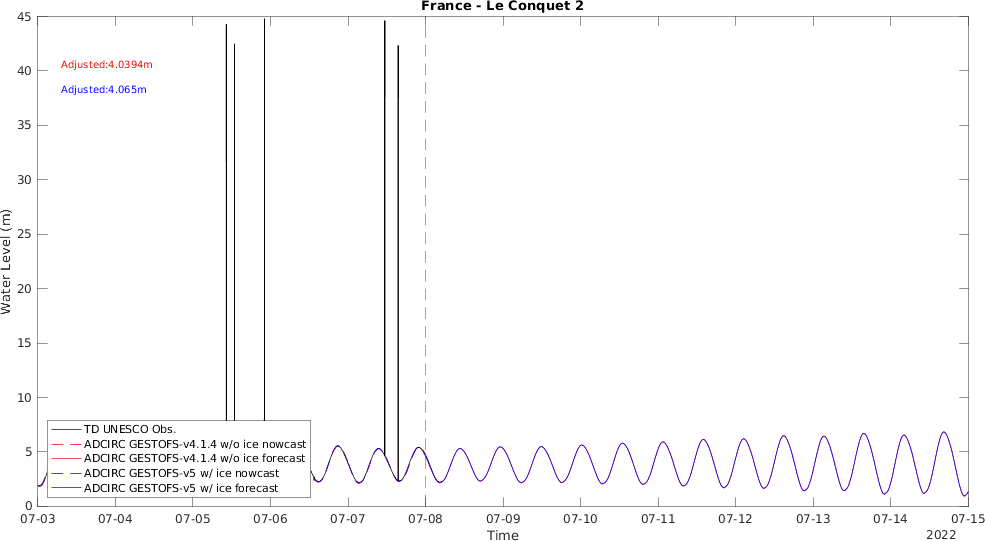 France - Le Conquet 2
45
40
35
30
25
20
15
10
5
0
Water Level (m)
Adjusted:4.0394m
Adjusted:4.065m
TD UNESCO Obs.
ADCIRC GESTOFS-v4.1.4 w/o ice nowcast
ADCIRC GESTOFS-v4.1.4 w/o ice forecast
ADCIRC GESTOFS-v5 w/ ice nowcast
ADCIRC GESTOFS-v5 w/ ice forecast
07-03 07-04 07-05 07-06 07-07 07-08 07-09 07-10 07-11 07-12 07-13 07-14 07-15
Time
2022